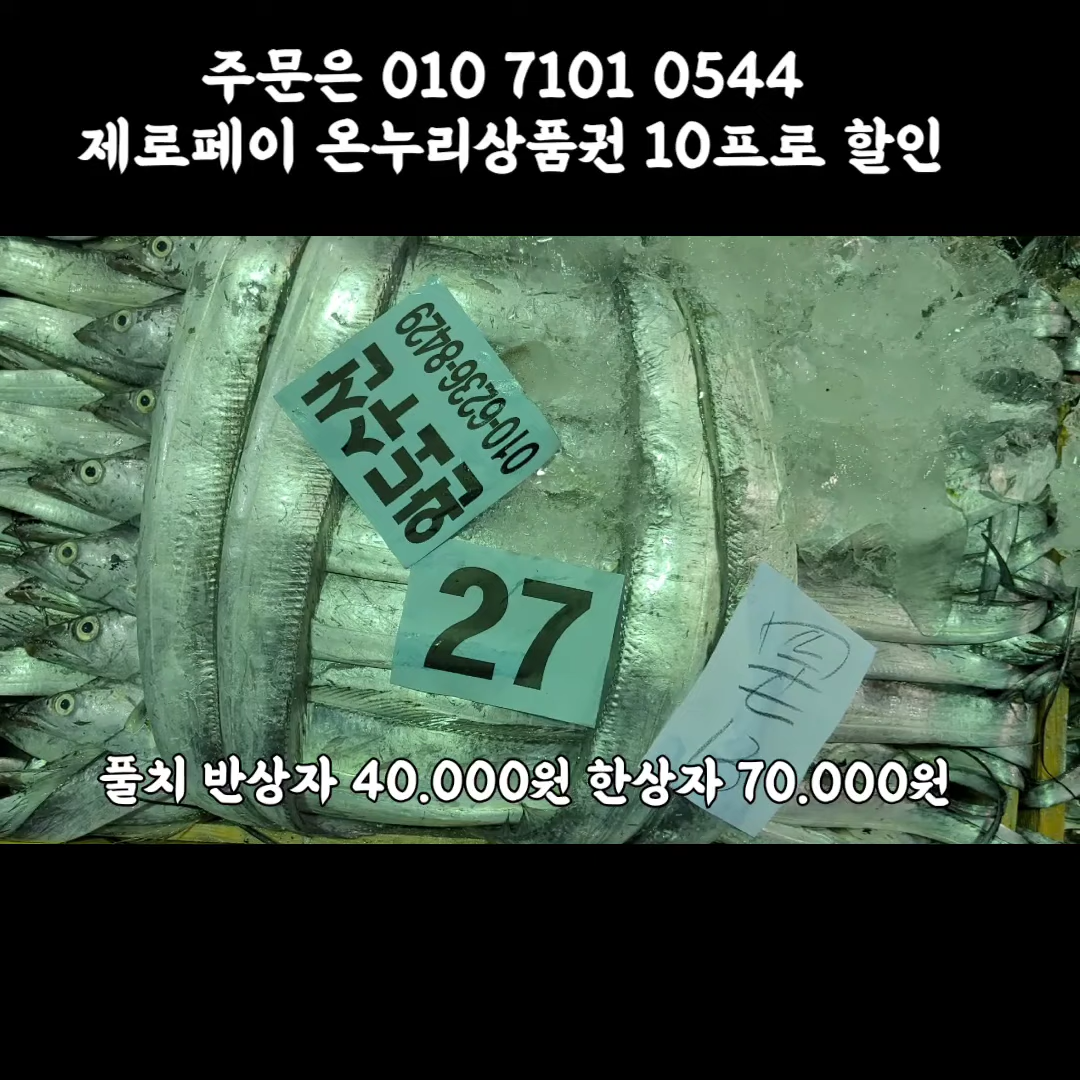 주문은 010 7101 0544
제로페이 온누리상품권 10프로 할인
010-6236-8429
27
풀치 반상자 40.000원 한상자 70.000원